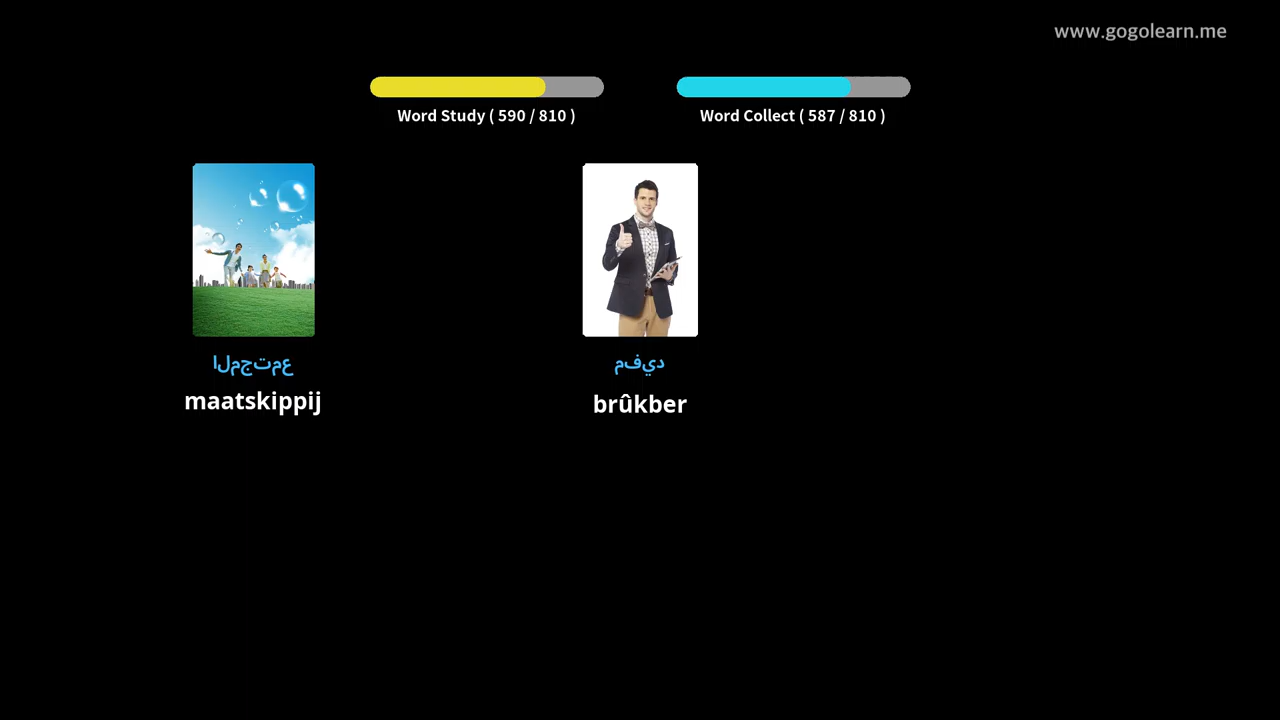 www.gogolearn.me
Word Study ( 590 / 810 )
Word Collect ( 587 / 810 )
المجتمع
maatskippij
مفيد
brûkber